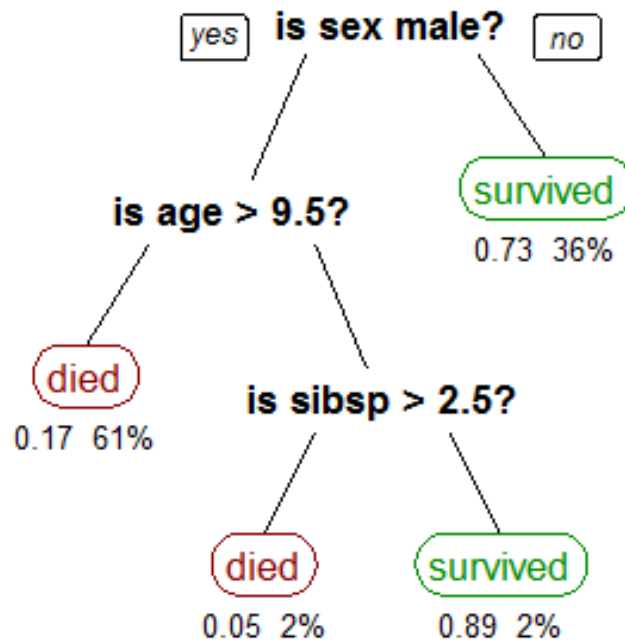 yes is sex male? no
survived
is age > 9.5?
0.73 36%
died
0.17 61%
is sibsp > 2.5?
died survived
0.05 2% 0.89 2%